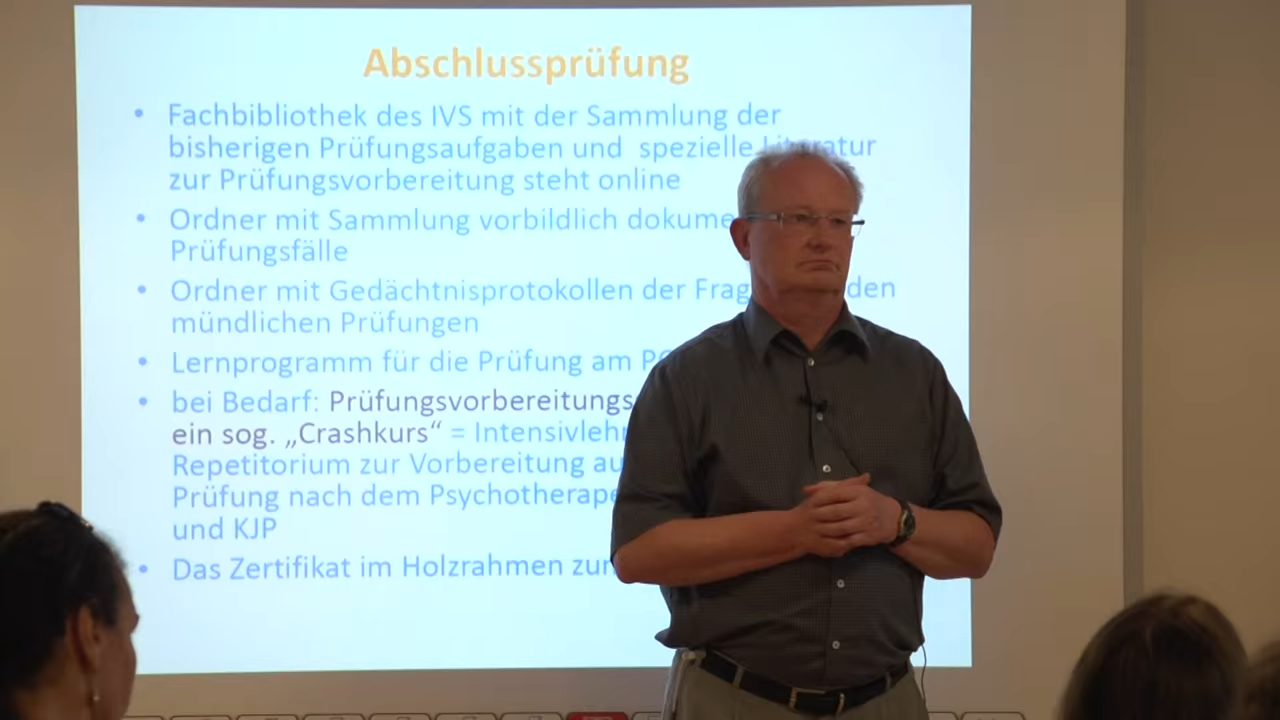 Abschlussprüfung
• Fachbibliothek des IVS mit der Sammlung der
bisherigen Prüfungsaufgaben und spezielle Literatur
zur Prüfungsvorbereitung steht online
• Ordner mit Sammlung vorbildlich
Prüfungsfälle
• Ordner mit Gedächtnisprotokollen der
mündlichen Prüfungen
• Lernprogramm für die Prüfung am
• bei Bedarf: Prüfungsvorbereitungs
ein sog. „Crashkurs“ =
Repetitorium zur Vorbereitung
Prüfung nach dem
und KJP
• Das Zertifikat im Holzrahmen